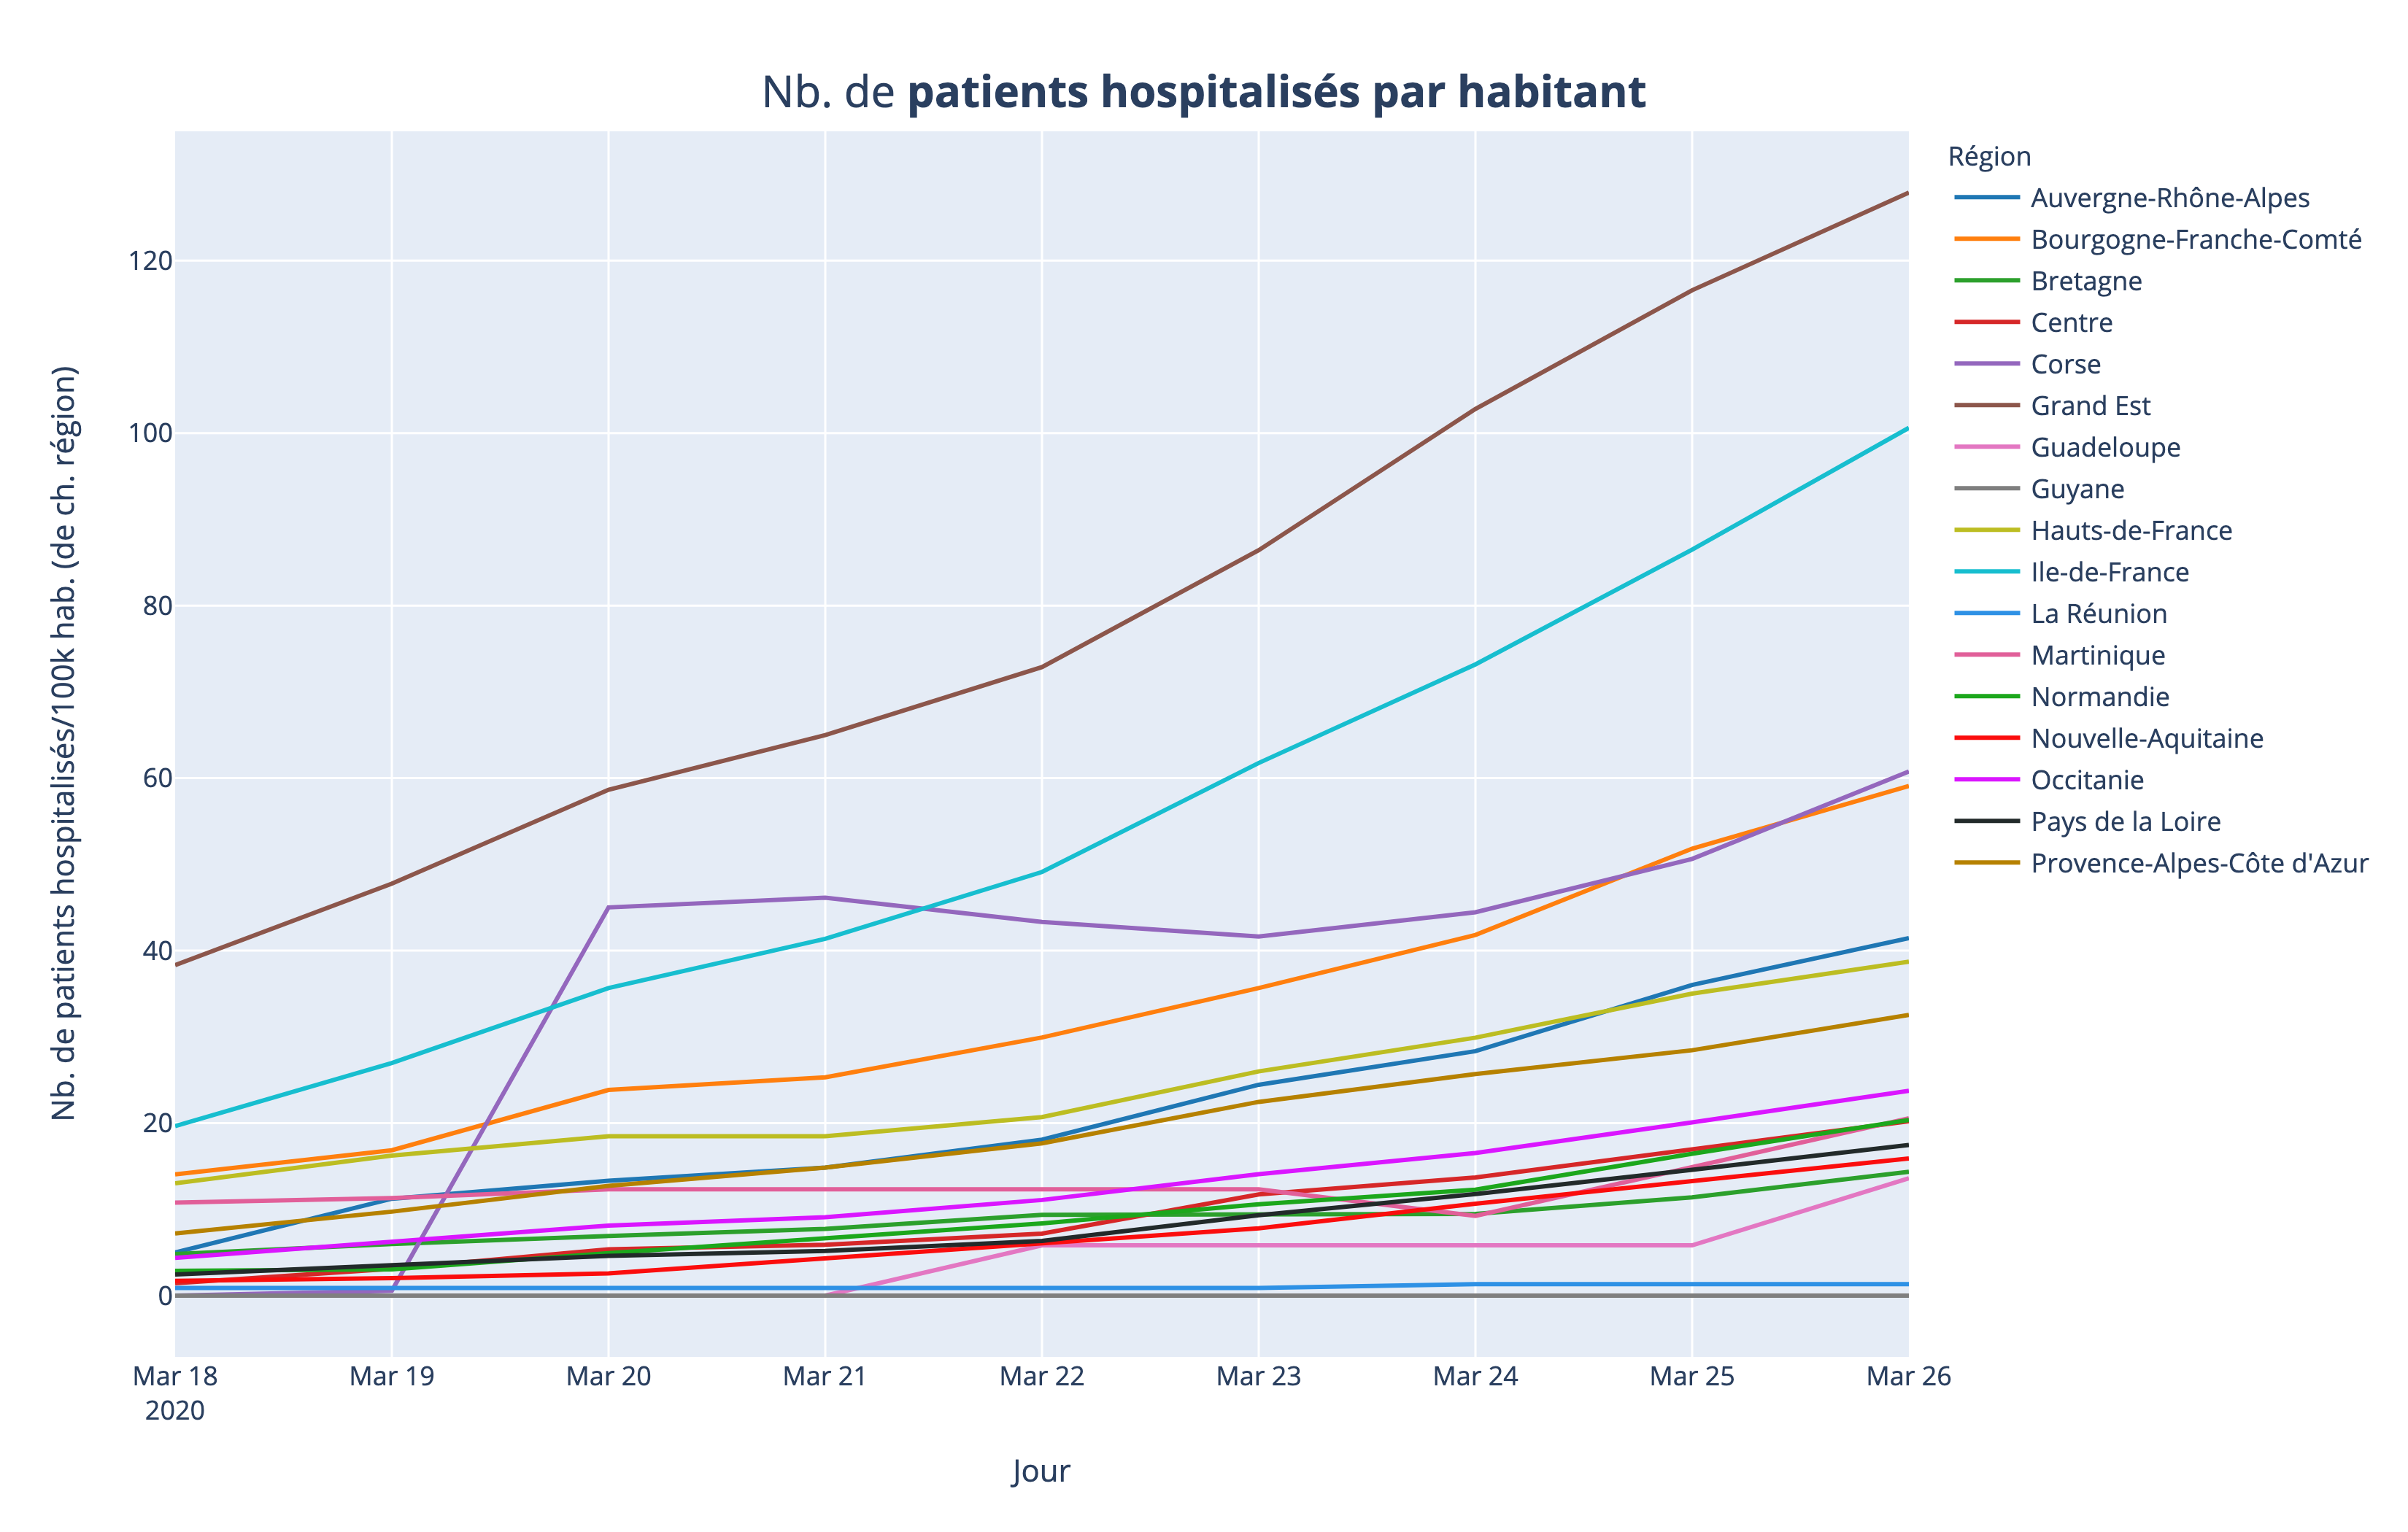 Nb. de patients hospitalisés par habitant
Nb. de patients hospitalisés/100k hab. (de ch. région)
120
100
80
60
40
20
0
Mar 18
2020
Mar 19
Mar 20
Mar 21
Mar 22
Mar 23
Mar 24
Mar 25
Mar 26
Jour
Région
Auvergne-Rhône-Alpes
Bourgogne-Franche-Comté
Bretagne
Centre
Corse
Grand Est
Guadeloupe
Guyane
Hauts-de-France
Ile-de-France
La Réunion
Martinique
Normandie
Nouvelle-Aquitaine
Occitanie
Pays de la Loire
Provence-Alpes-Côte d'Azur